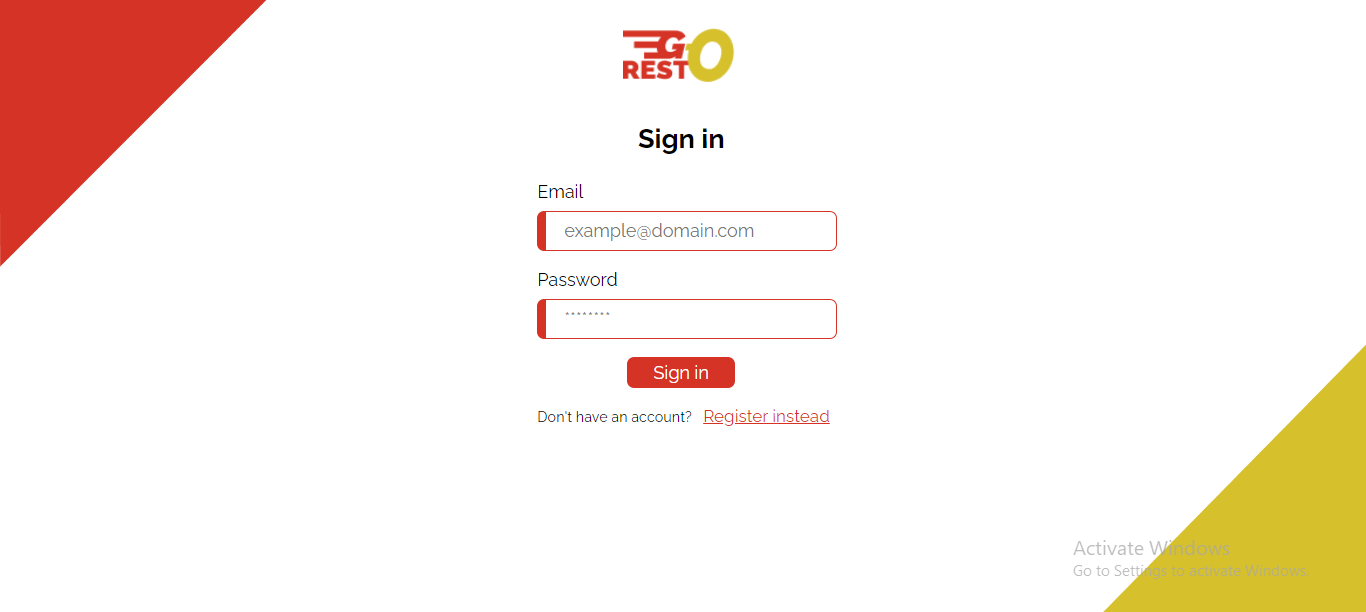 GO
REST
Sign in
Email
example@domain.com
Password
********
Sign in
Don't have an account? Register instead
Activate Windows
Go to Settings to activate Windows.